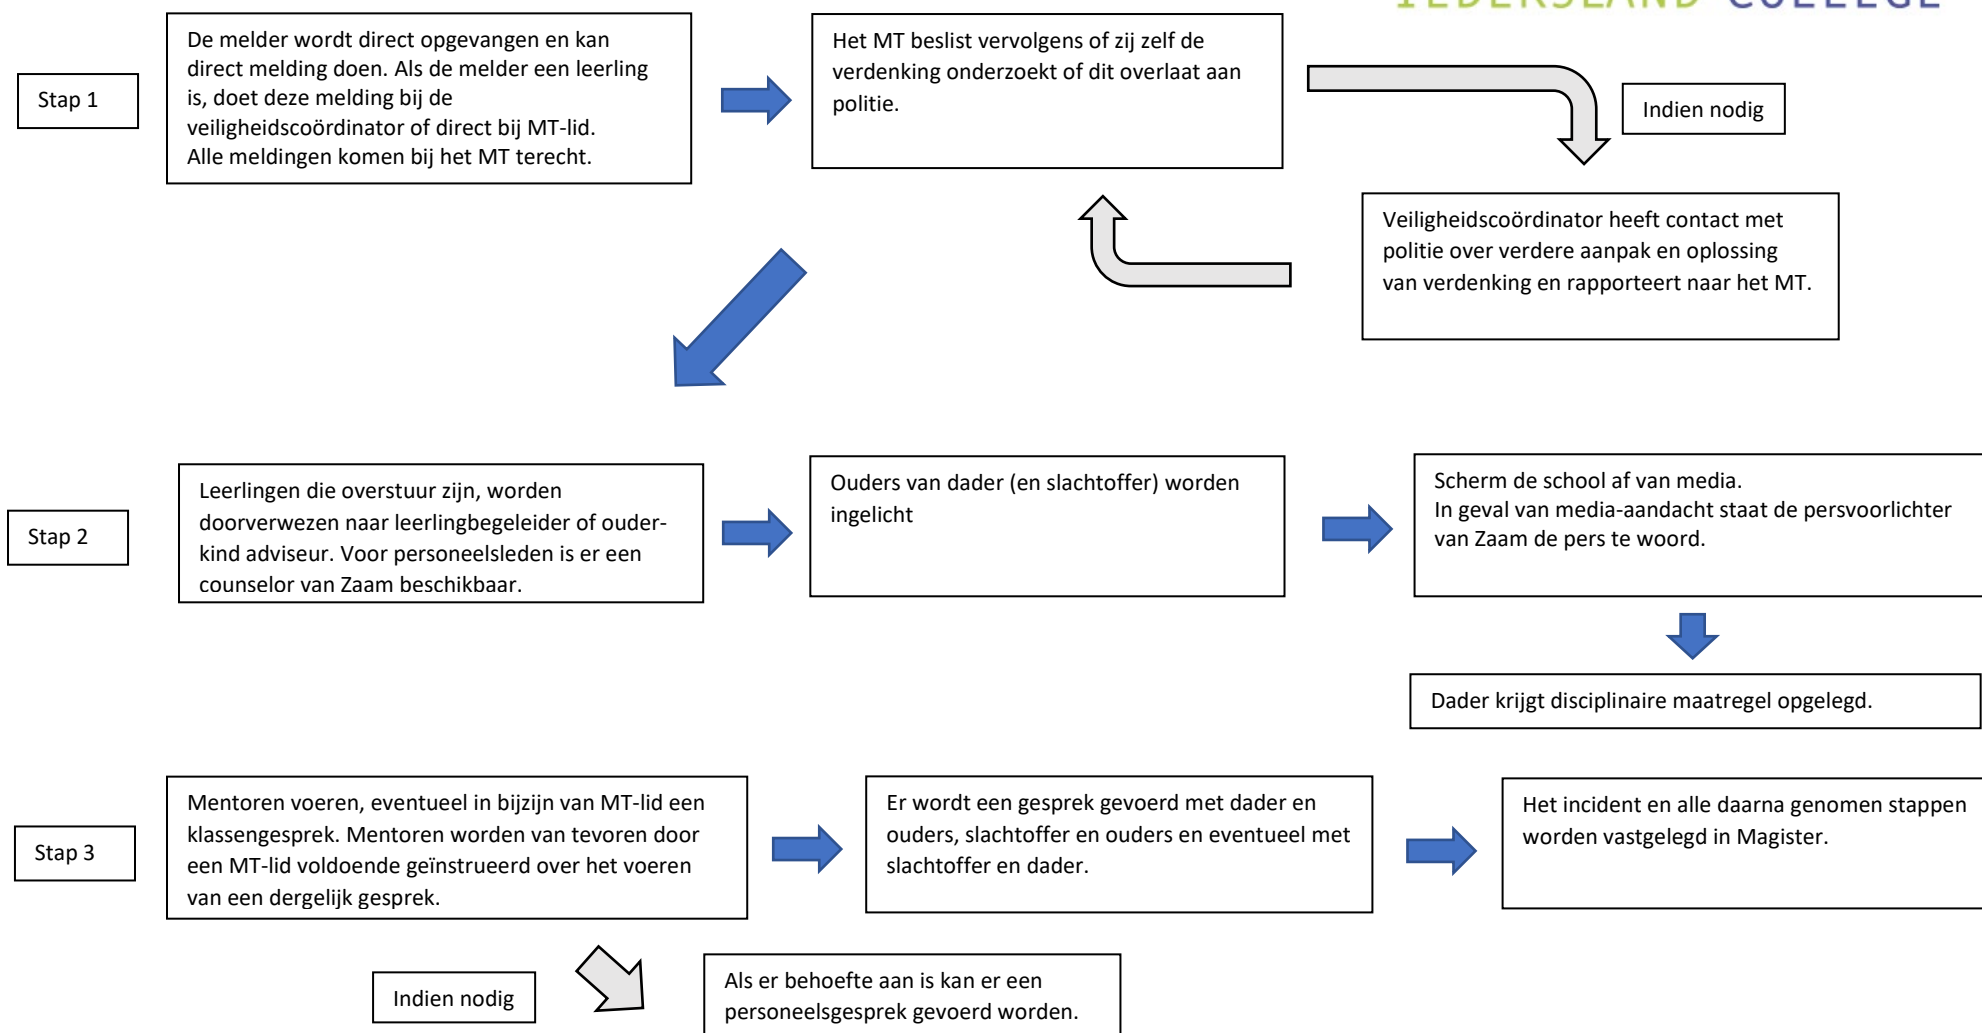 IEDERSLAND COLLEGE
Stap 1
De melder wordt direct opgevangen en kan
direct melding doen. Als de melder een leerling
is, doet deze melding bij de
veiligheidscoördinator of direct bij MT-lid.
Alle meldingen komen bij het MT terecht.
Het MT beslist vervolgens of zij zelf de
verdenking onderzoekt of dit overlaat aan
politie.
Indien nodig
Veiligheidscoördinator heeft contact met
politie over verdere aanpak en oplossing
van verdenking en rapporteert naar het MT.
Stap 2
Leerlingen die overstuur zijn, worden
doorverwezen naar leerlingbegeleider of ouder-
kind adviseur. Voor personeelsleden is er een
counselor van Zaam beschikbaar.
Ouders van dader (en slachtoffer) worden
ingelicht
Scherm de school af van media.
In geval van media-aandacht staat de persvoorlichter
van Zaam de pers te woord.
Dader krijgt disciplinaire maatregel opgelegd.
Stap 3
Mentoren voeren, eventueel in bijzijn van MT-lid een
klassengesprek. Mentoren worden van tevoren door
een MT-lid voldoende geïnstrueerd over het voeren
van een dergelijk gesprek.
Er wordt een gesprek gevoerd met dader en
ouders, slachtoffer en ouders en eventueel met
slachtoffer en dader.
Het incident en alle daarna genomen stappen
worden vastgelegd in Magister.
Indien nodig
Als er behoefte aan is kan er een
personeelsgesprek gevoerd worden.